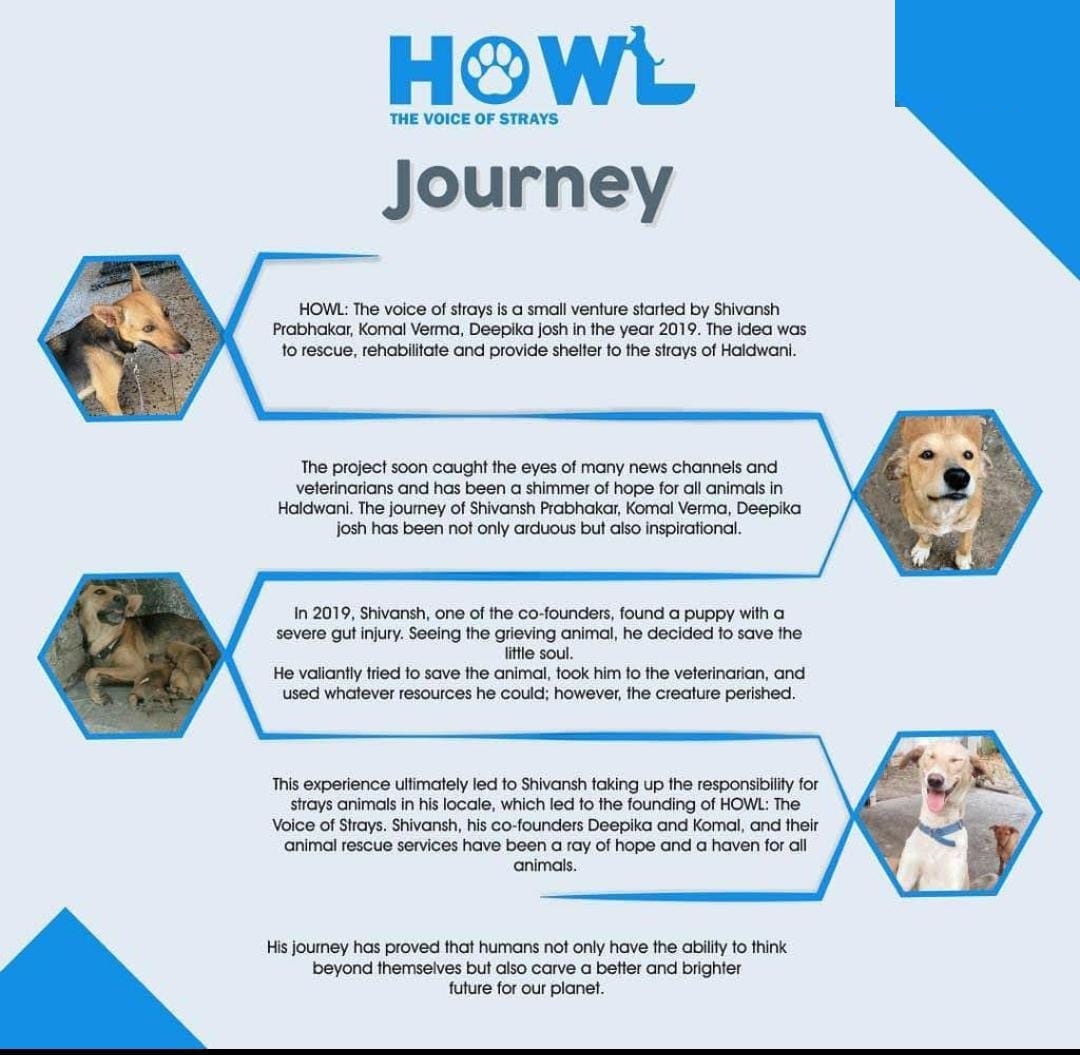 HOWL
THE VOICE OF STRAYS
Journey
HOWL: The voice of strays is a small venture started by Shivansh
Prabhakar, Komal Verma, Deepika josh in the year 2019. The idea was
to rescue, rehabilitate and provide shelter to the strays of Haldwani.
The project soon caught the eyes of many news channels and
veterinarians and has been a shimmer of hope for all animals in
Haldwani. The journey of Shivansh Prabhakar, Komal Verma, Deepika
josh has been not only arduous but also inspirational.
In 2019, Shivansh, one of the co-founders, found a puppy with a
severe gut injury. Seeing the grieving animal, he decided to save the
little soul.
He valiantly tried to save the animal, took him to the veterinarian, and
used whatever resources he could; however, the creature perished.
This experience ultimately led to Shivansh taking up the responsibility for
strays animals in his locale, which led to the founding of HOWL: The
Voice of Strays. Shivansh, his co-founders Deepika and Komal, and their
animal rescue services have been a ray of hope and a haven for all
animals.
His journey has proved that humans not only have the ability to think
beyond themselves but also carve a better and brighter
future for our planet.